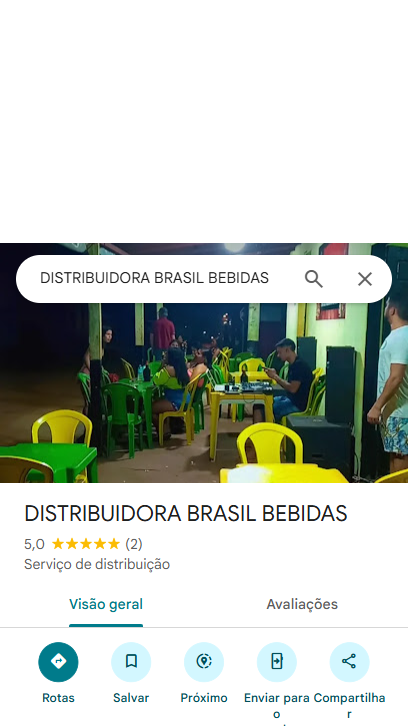 DISTRIBUIDORA BRASIL BEBIDAS
DISTRIBUIDORA BRASIL BEBIDAS
5,0 ★★★★★ (2)
Serviço de distribuição
Visão geral Avaliações
Rotas Salvar Próximo Enviar para o Compartilhar